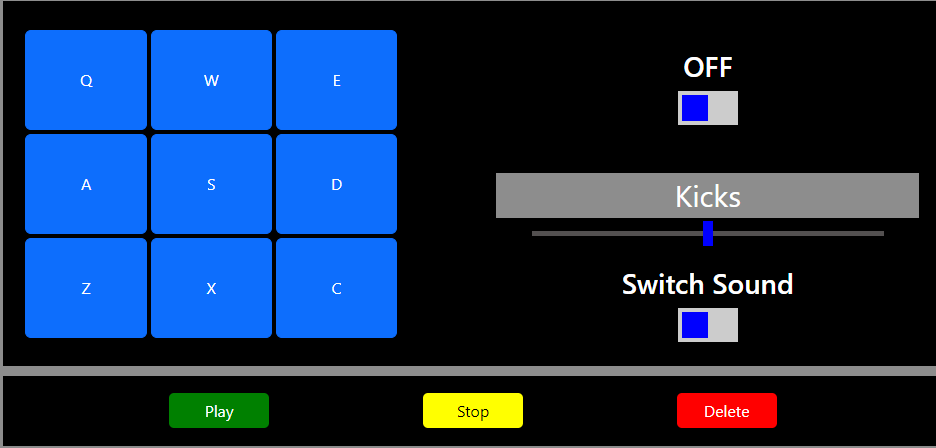 Q W E
A S D
Z X C
OFF
Kicks
Switch Sound
Play Stop Delete